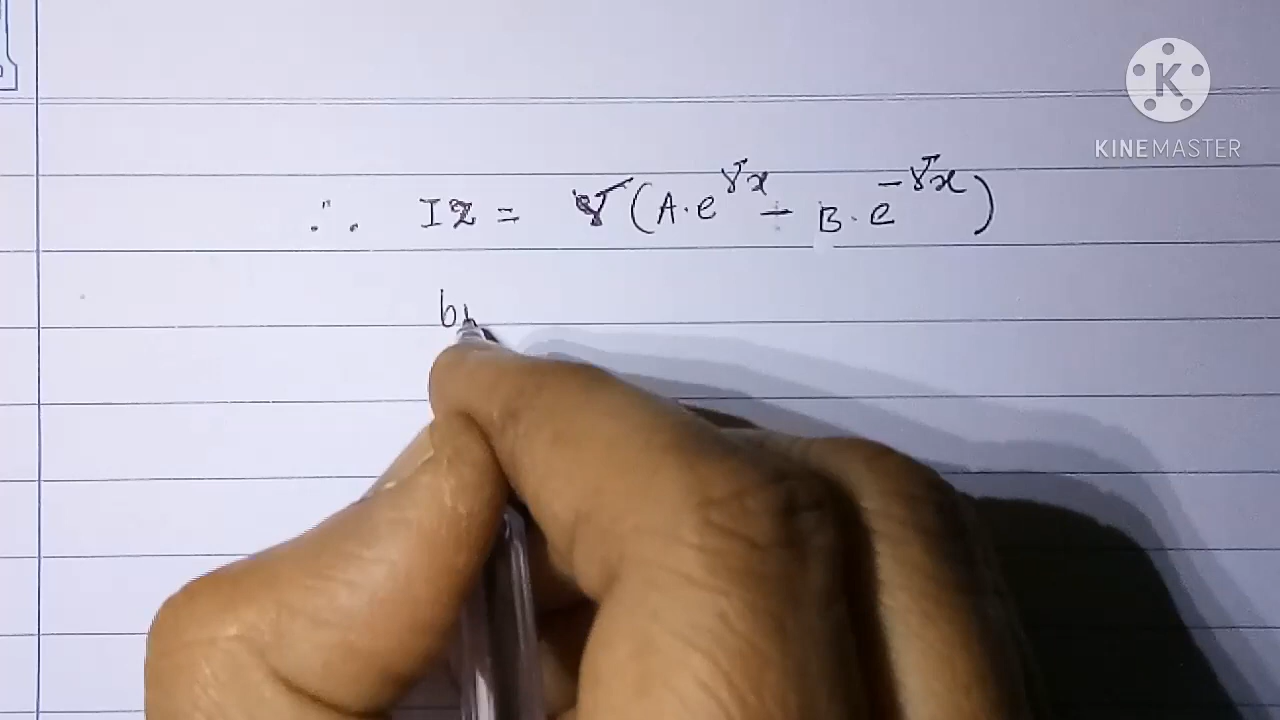 K
KINEMASTER
∴ IZ = γ(A·e^γx − B·e^−γx)